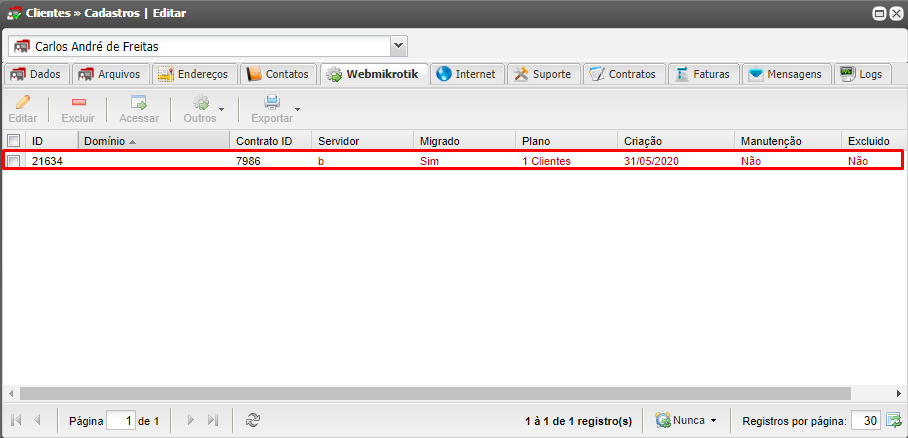 Clientes » Cadastros | Editar
Carlos André de Freitas
Dados Arquivos Endereços Contatos Webmikrotik Internet Suporte Contratos Faturas Mensagens Logs
Editar Excluir Acessar Outros Exportar
ID Domínio Contrato ID Servidor Migrado Plano Criação Manutenção Excluido
21634 7986 b Sim 1 Clientes 31/05/2020 Não Não
Página 1 de 1 1 à 1 de 1 registro(s) Nunca Registros por página: 30